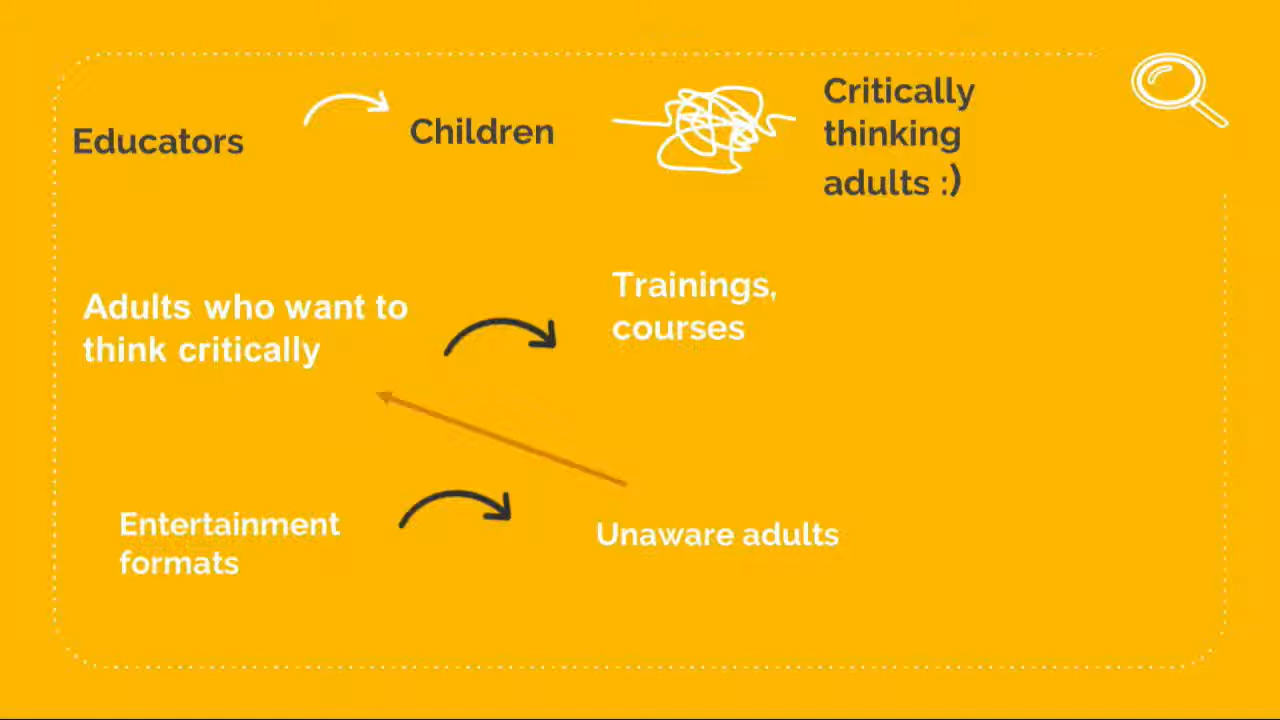 Educators
Children
Critically
thinking
adults :)
Adults who want to
think critically
Trainings,
courses
Entertainment
formats
Unaware adults